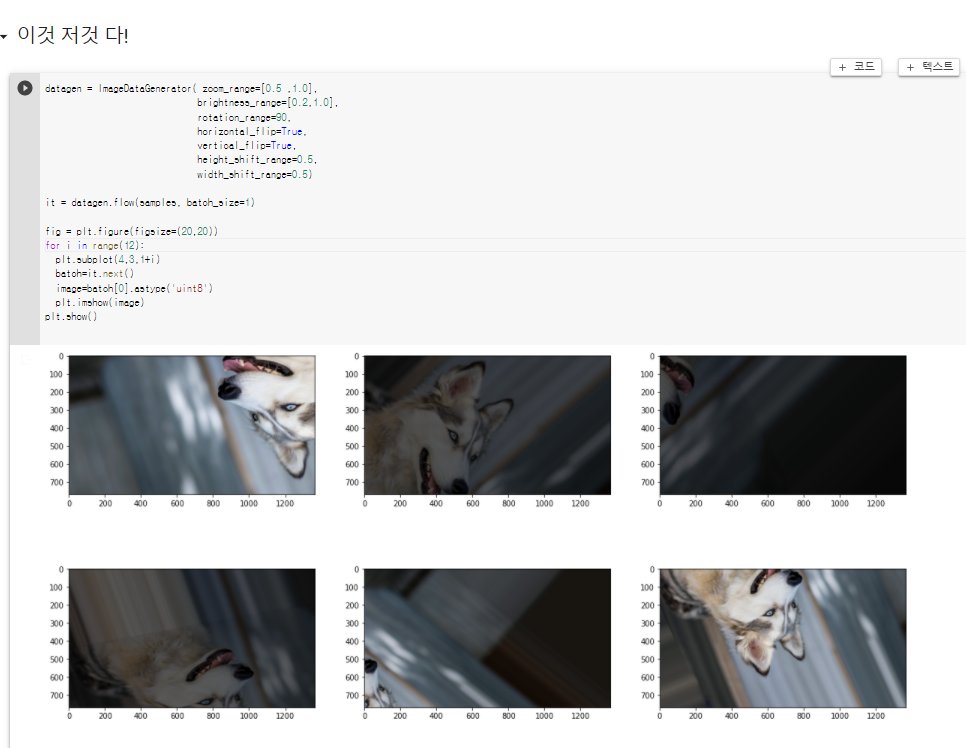 이것 저것 다!
+ 코드 + 텍스트
datagen = ImageDataGenerator( zoom_range=[0.5 ,1.0],
brightness_range=[0.2,1.0],
rotation_range=90,
horizontal_flip=True,
vertical_flip=True,
height_shift_range=0.5,
width_shift_range=0.5)
it = datagen.flow(samples, batch_size=1)
fig = plt.figure(figsize=(20,20))
for i in range(12):
plt.subplot(4,3,1+i)
batch=it.next()
image=batch[0].astype('uint8')
plt.imshow(image)
plt.show()
0 0 0
100 100 100
200 200 200
300 300 300
400 400 400
500 500 500
600 600 600
700 700 700
0 200 400 600 800 1000 1200 0 200 400 600 800 1000 1200 0 200 400 600 800 1000 1200
0 0 0
100 100 100
200 200 200
300 300 300
400 400 400
500 500 500
600 600 600
700 700 700
0 200 400 600 800 1000 1200 0 200 400 600 800 1000 1200 0 200 400 600 800 1000 1200